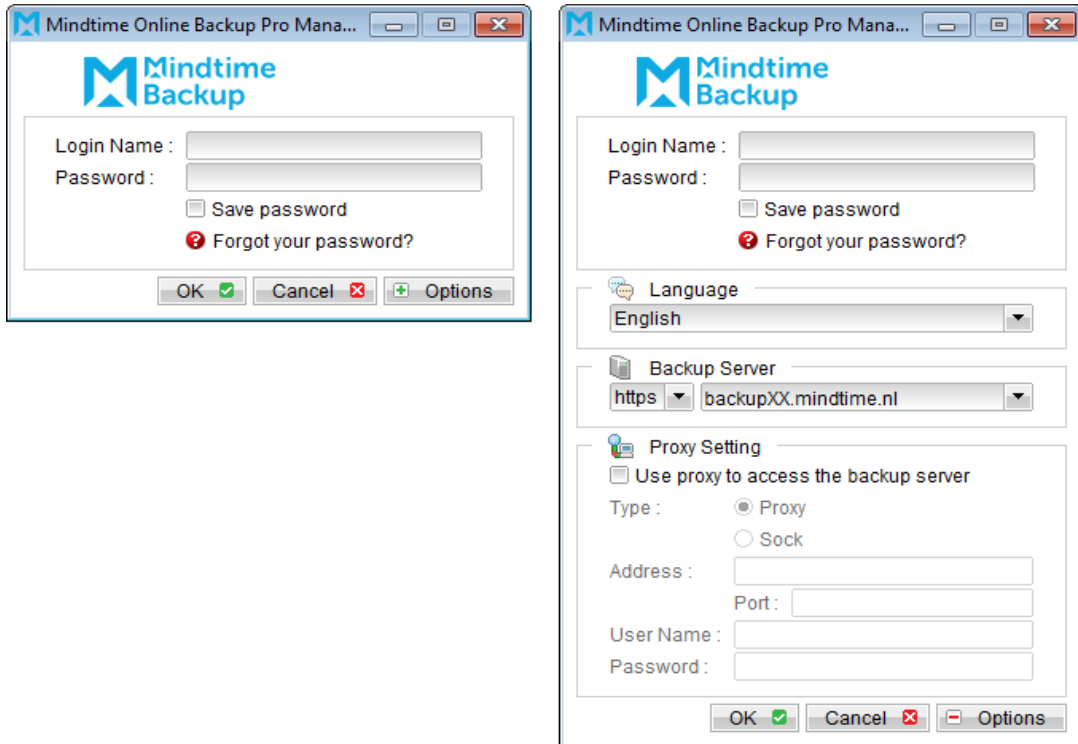 Mindtime Online Backup Pro Mana...
Mindtime
Backup
Login Name :
Password :
Save password
Forgot your password?
OK Cancel Options
Mindtime Online Backup Pro Mana...
Mindtime
Backup
Login Name :
Password :
Save password
Forgot your password?
Language
English
Backup Server
https backupXX.mindtime.nl
Proxy Setting
Use proxy to access the backup server
Type : Proxy
Sock
Address :
Port :
User Name :
Password :
OK Cancel Options